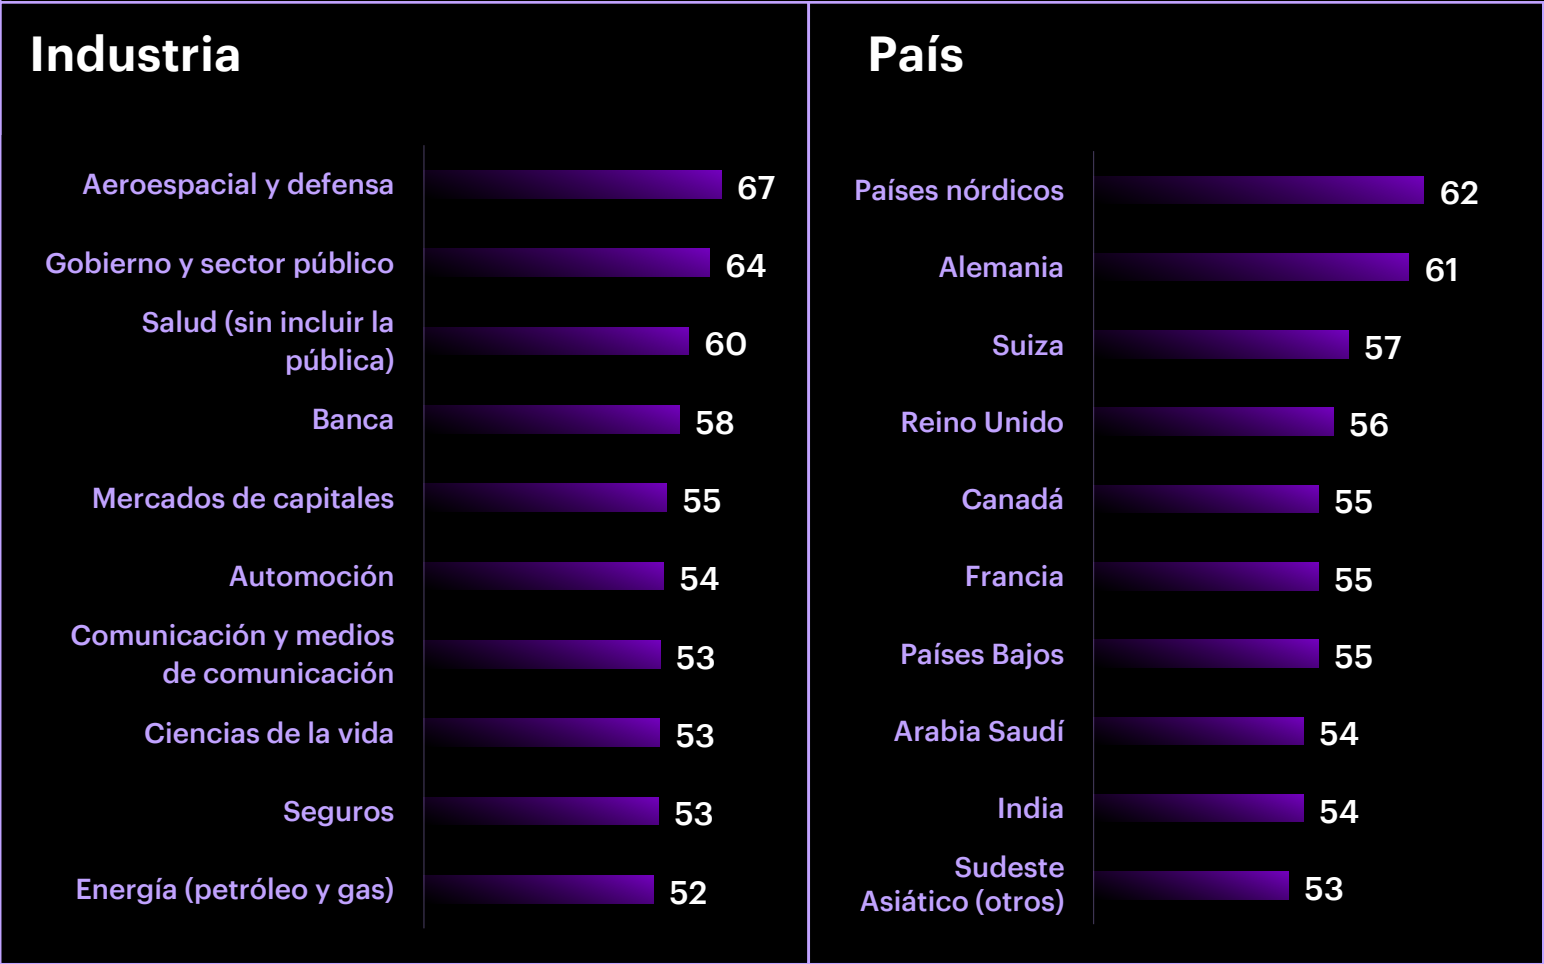 Industria
Aeroespacial y defensa 67
Gobierno y sector público 64
Salud (sin incluir la
pública) 60
Banca 58
Mercados de capitales 55
Automoción 54
Comunicación y medios
de comunicación 53
Ciencias de la vida 53
Seguros 53
Energía (petróleo y gas) 52
País
Países nórdicos 62
Alemania 61
Suiza 57
Reino Unido 56
Canadá 55
Francia 55
Países Bajos 55
Arabia Saudí 54
India 54
Sudeste
Asiático (otros) 53